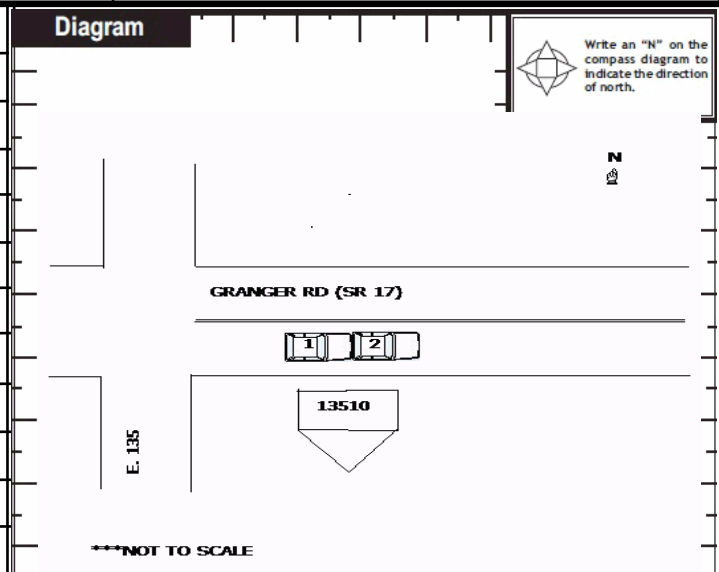 Diagram
Write an "N" on the
compass diagram to
indicate the direction
of north.
N
GRANGER RD (SR 17)
1
2
13510
E. 135
***NOT TO SCALE